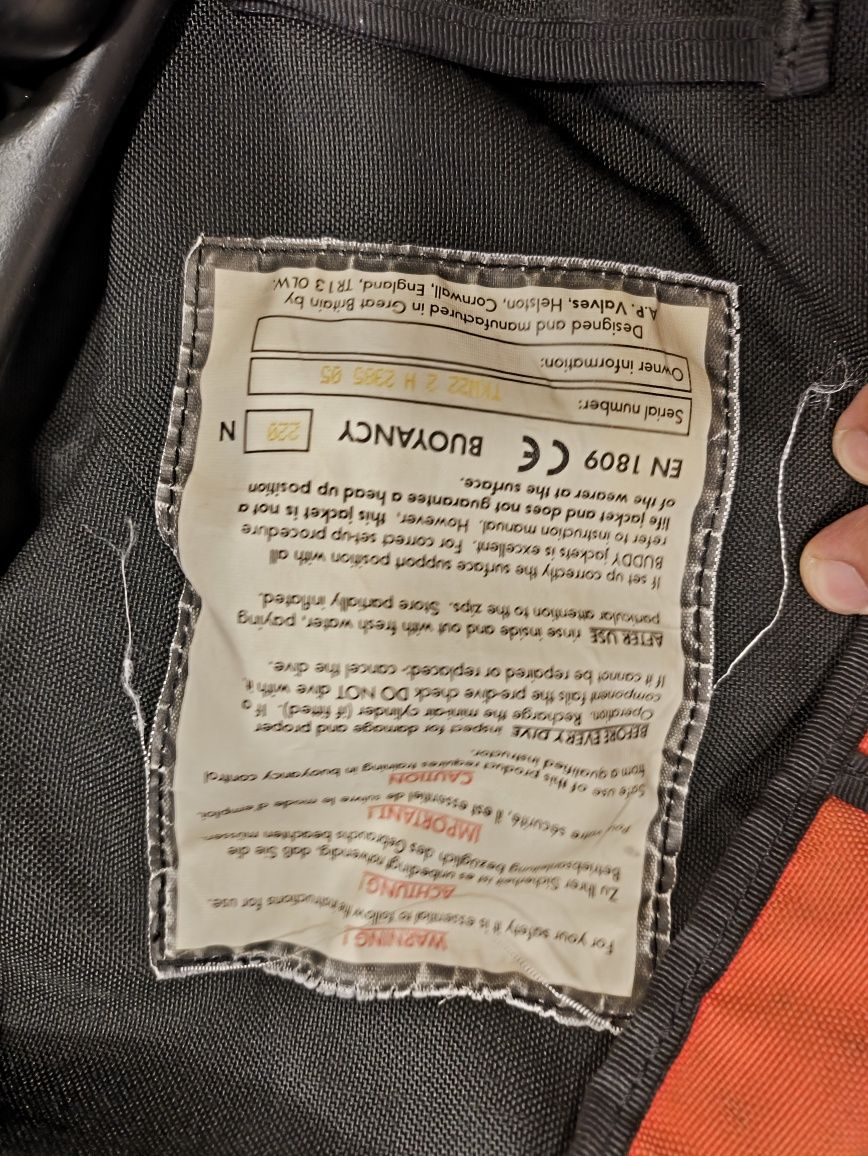 WARNING !
For your safety it is essential to follow instructions for use.
ACHTUNG!
Zu Ihrer Sicherheit ist es unbedingt notwendig, daß Sie die
Betriebsanleitung bezüglich des Gebrauchs beachten müssen.
IMPORTANT !
Pour votre sécurité, il est essentiel de suivre le mode d'emploi.
CAUTION
Safe use of this product requires training in buoyancy control
from a qualified instructor.
BEFORE EVERY DIVE inspect for damage and proper
Operation. Recharge the mini-air cylinder (if fitted). If a
component fails the pre-dive check DO NOT dive with it,
If it cannot be repaired or replaced:- cancel the dive.
AFTER USE rinse inside and out with fresh water, paying
particular attention to the zips. Store partially inflated.
If set up correctly the surface support position with all
BUDDY jackets is excellent. For correct set-up procedure
refer to instruction manual. However, this jacket is not a
life jacket and does not guarantee a head up position
of the wearer at the surface.
EN 1809 CE BUOYANCY 220 N
Serial number: TKW22 2 H 2305 05
Owner information:
Designed and manufactured in Great Britain by
A.P. Valves, Helston, Cornwall, England, TR13 0LW.